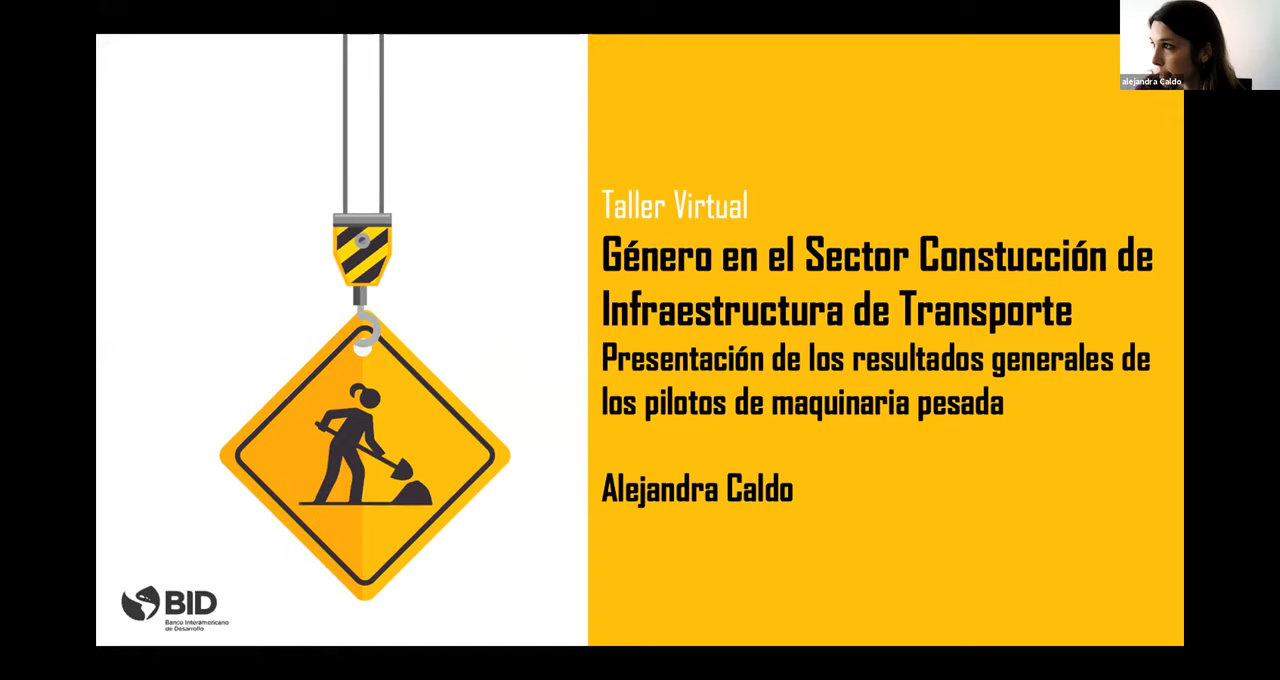 alejandra Caldo
Taller Virtual
Género en el Sector Constucción de
Infraestructura de Transporte
Presentación de los resultados generales de
los pilotos de maquinaria pesada
Alejandra Caldo
BID
Banco Interamericano
de Desarrollo